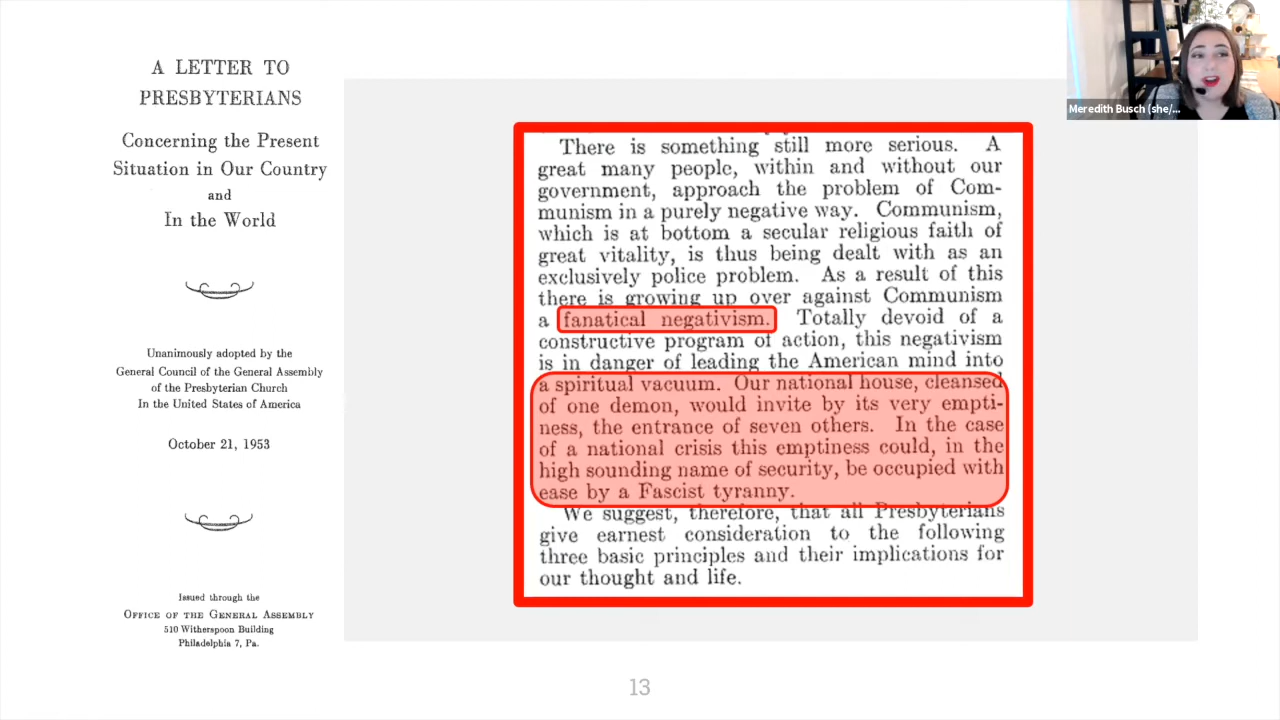 A LETTER TO
PRESBYTERIANS
Concerning the Present
Situation in Our Country
and
In the World
Unanimously adopted by the
General Council of the General Assembly
of the Presbyterian Church
In the United States of America
October 21, 1953
Issued through the
OFFICE OF THE GENERAL ASSEMBLY
510 Witherspoon Building
Philadelphia 7, Pa.
There is something still more serious. A
great many people, within and without our
government, approach the problem of Com-
munism in a purely negative way. Communism,
which is at bottom a secular religious faith of
great vitality, is thus being dealt with as an
exclusively police problem. As a result of this
there is growing up over against Communism
a fanatical negativism. Totally devoid of a
constructive program of action, this negativism
is in danger of leading the American mind into
a spiritual vacuum. Our national house, cleansed
of one demon, would invite by its very empti-
ness, the entrance of seven others. In the case
of a national crisis this emptiness could, in the
high sounding name of security, be occupied with
ease by a Fascist tyranny.
We suggest, therefore, that all Presbyterians
give earnest consideration to the following
three basic principles and their implications for
our thought and life.
Meredith Busch (she/...
13